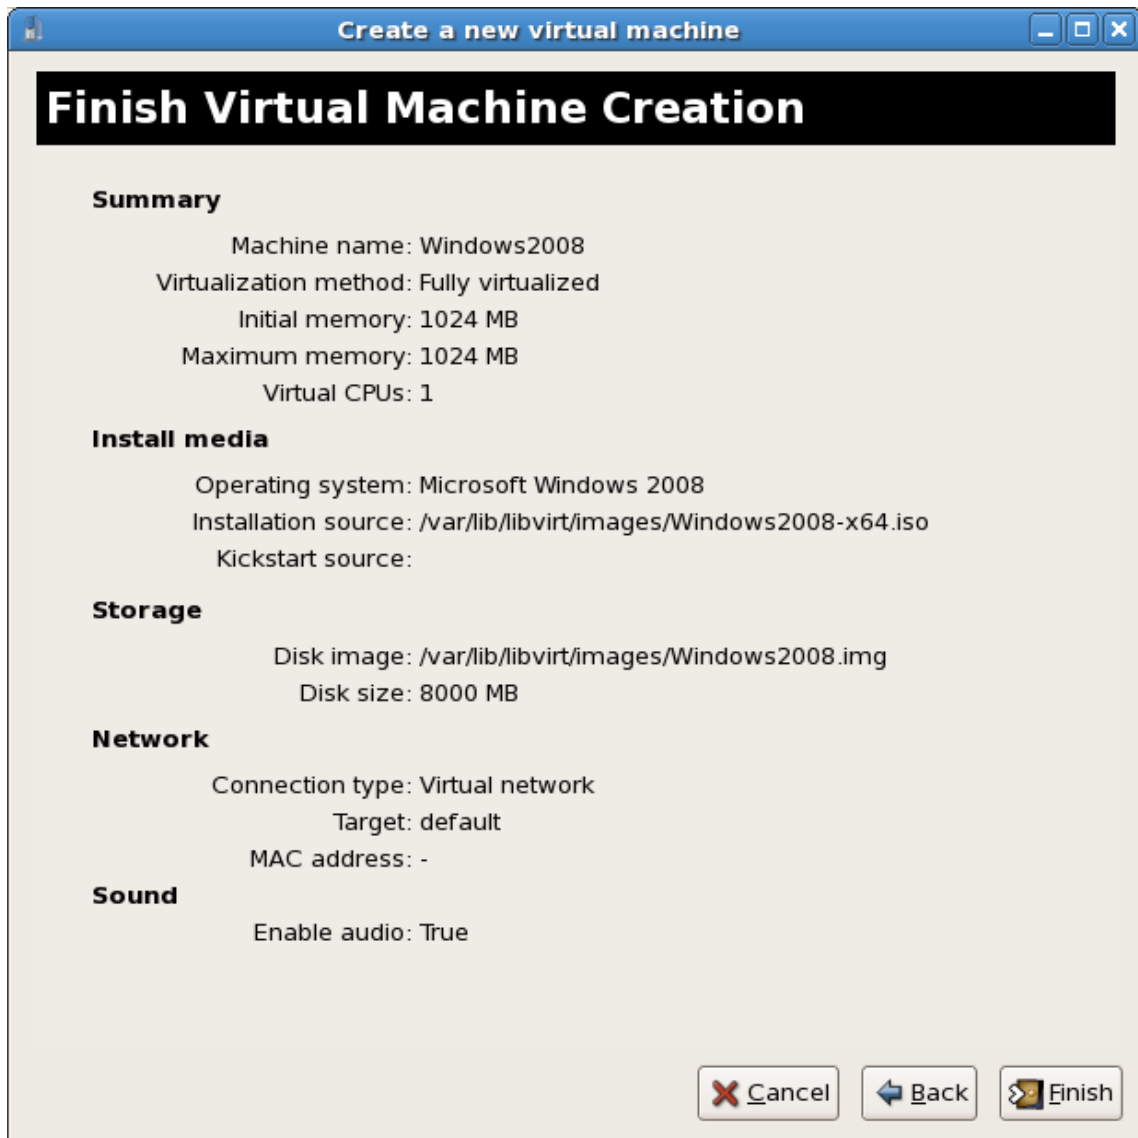 Create a new virtual machine
Finish Virtual Machine Creation
Summary
Machine name: Windows2008
Virtualization method: Fully virtualized
Initial memory: 1024 MB
Maximum memory: 1024 MB
Virtual CPUs: 1
Install media
Operating system: Microsoft Windows 2008
Installation source: /var/lib/libvirt/images/Windows2008-x64.iso
Kickstart source:
Storage
Disk image: /var/lib/libvirt/images/Windows2008.img
Disk size: 8000 MB
Network
Connection type: Virtual network
Target: default
MAC address: -
Sound
Enable audio: True
Cancel Back Finish